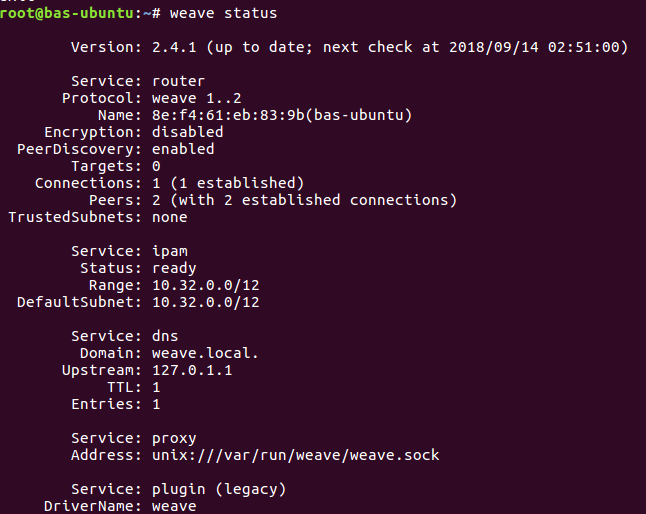 root@bas-ubuntu:~# weave status
Version: 2.4.1 (up to date; next check at 2018/09/14 02:51:00)
Service: router
Protocol: weave 1..2
Name: 8e:f4:61:eb:83:9b(bas-ubuntu)
Encryption: disabled
PeerDiscovery: enabled
Targets: 0
Connections: 1 (1 established)
Peers: 2 (with 2 established connections)
TrustedSubnets: none
Service: ipam
Status: ready
Range: 10.32.0.0/12
DefaultSubnet: 10.32.0.0/12
Service: dns
Domain: weave.local.
Upstream: 127.0.1.1
TTL: 1
Entries: 1
Service: proxy
Address: unix:///var/run/weave/weave.sock
Service: plugin (legacy)
DriverName: weave